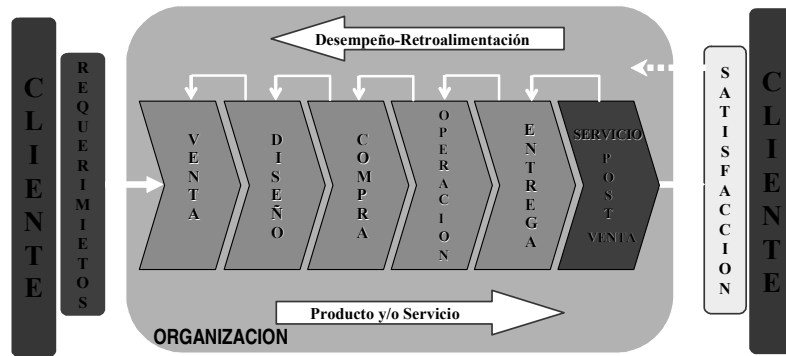 CLIENTE
REQUERIMIETOS
Desempeño-Retroalimentación
VENTA
DISEÑO
COMPRA
OPERACION
ENTREGA
SERVICIO
POST
VENTA
Producto y/o Servicio
ORGANIZACION
SATISFACCION
CLIENTE